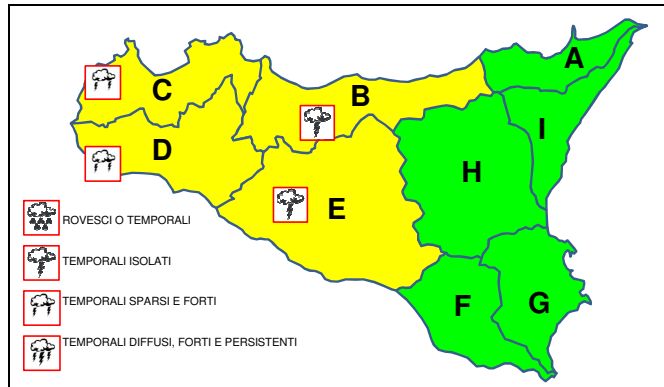 A
B
C
I
D
H
E
ROVESCI O TEMPORALI
TEMPORALI ISOLATI
TEMPORALI SPARSI E FORTI
F
G
TEMPORALI DIFFUSI, FORTI E PERSISTENTI